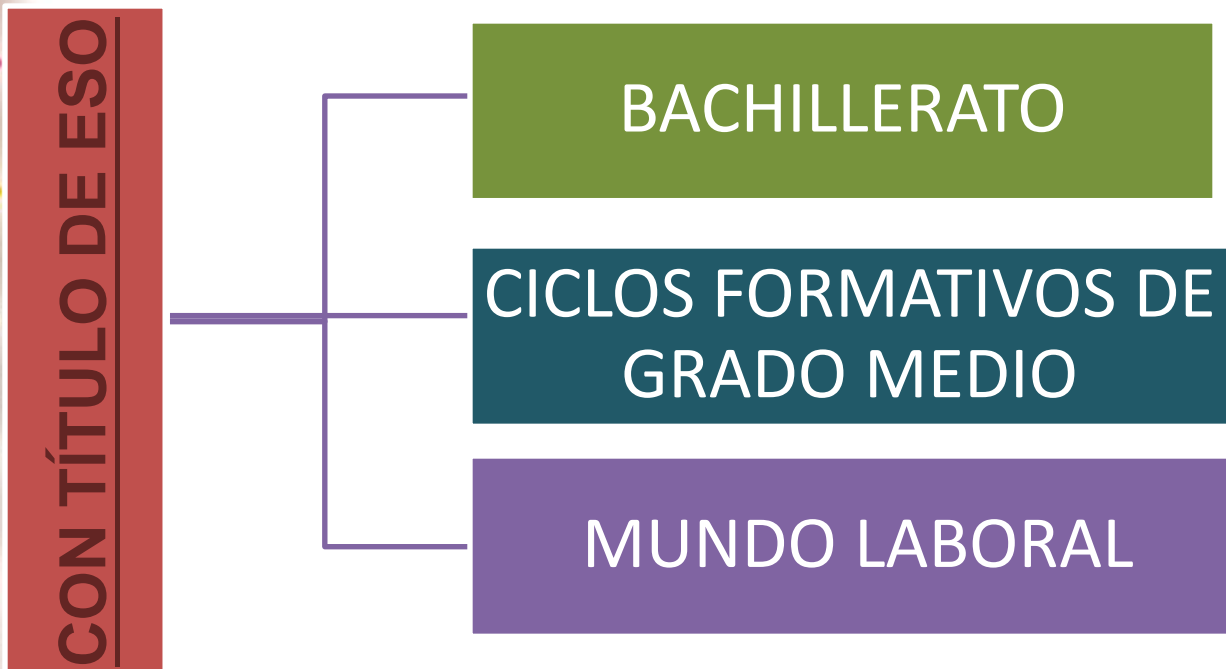 CON TÍTULO DE ESO
BACHILLERATO
CICLOS FORMATIVOS DE
GRADO MEDIO
MUNDO LABORAL